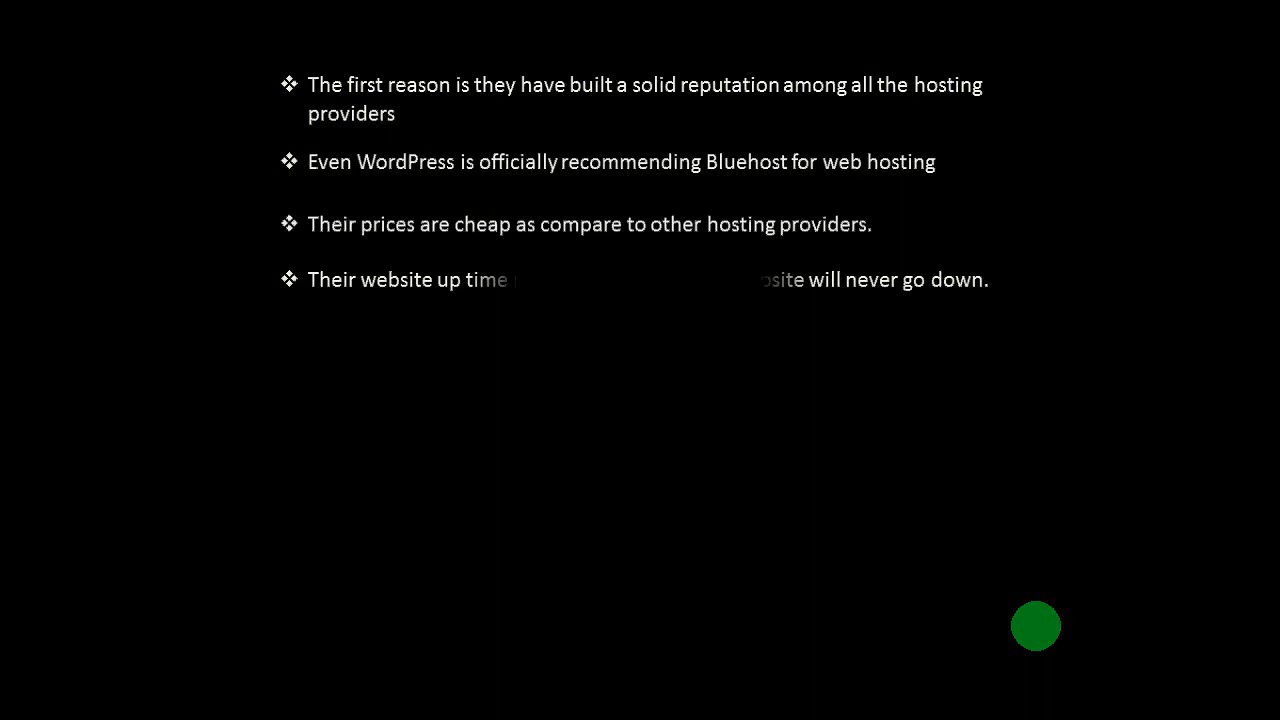 ❖ The first reason is they have built a solid reputation among all the hosting
providers
❖ Even WordPress is officially recommending Bluehost for web hosting
❖ Their prices are cheap as compare to other hosting providers.
❖ Their website up time will never go down.